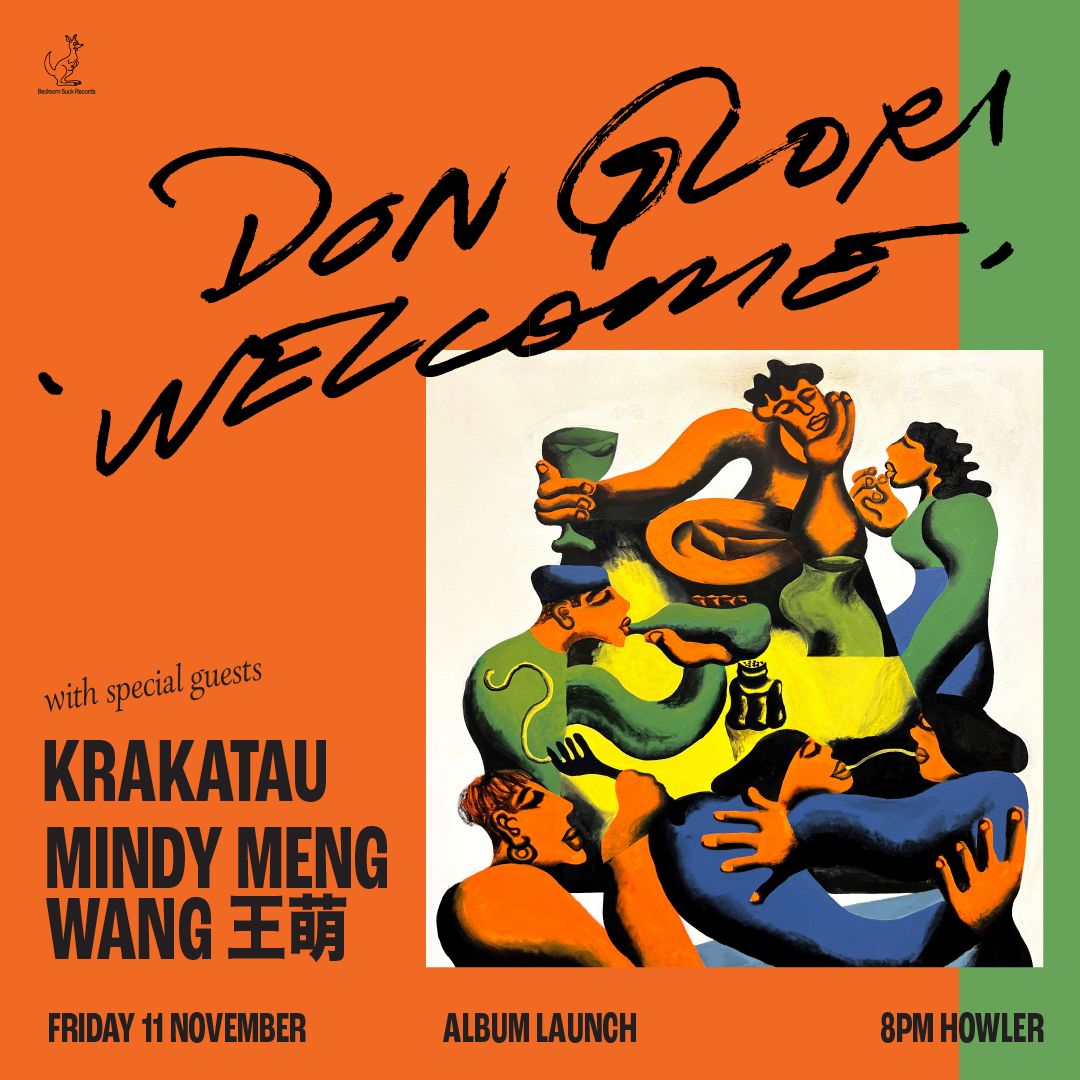 Bedroom Suck Records
DON GLORI
'WELCOME'
with special guests
KRAKATAU
MINDY MENG
WANG 王萌
FRIDAY 11 NOVEMBER
ALBUM LAUNCH
8PM HOWLER